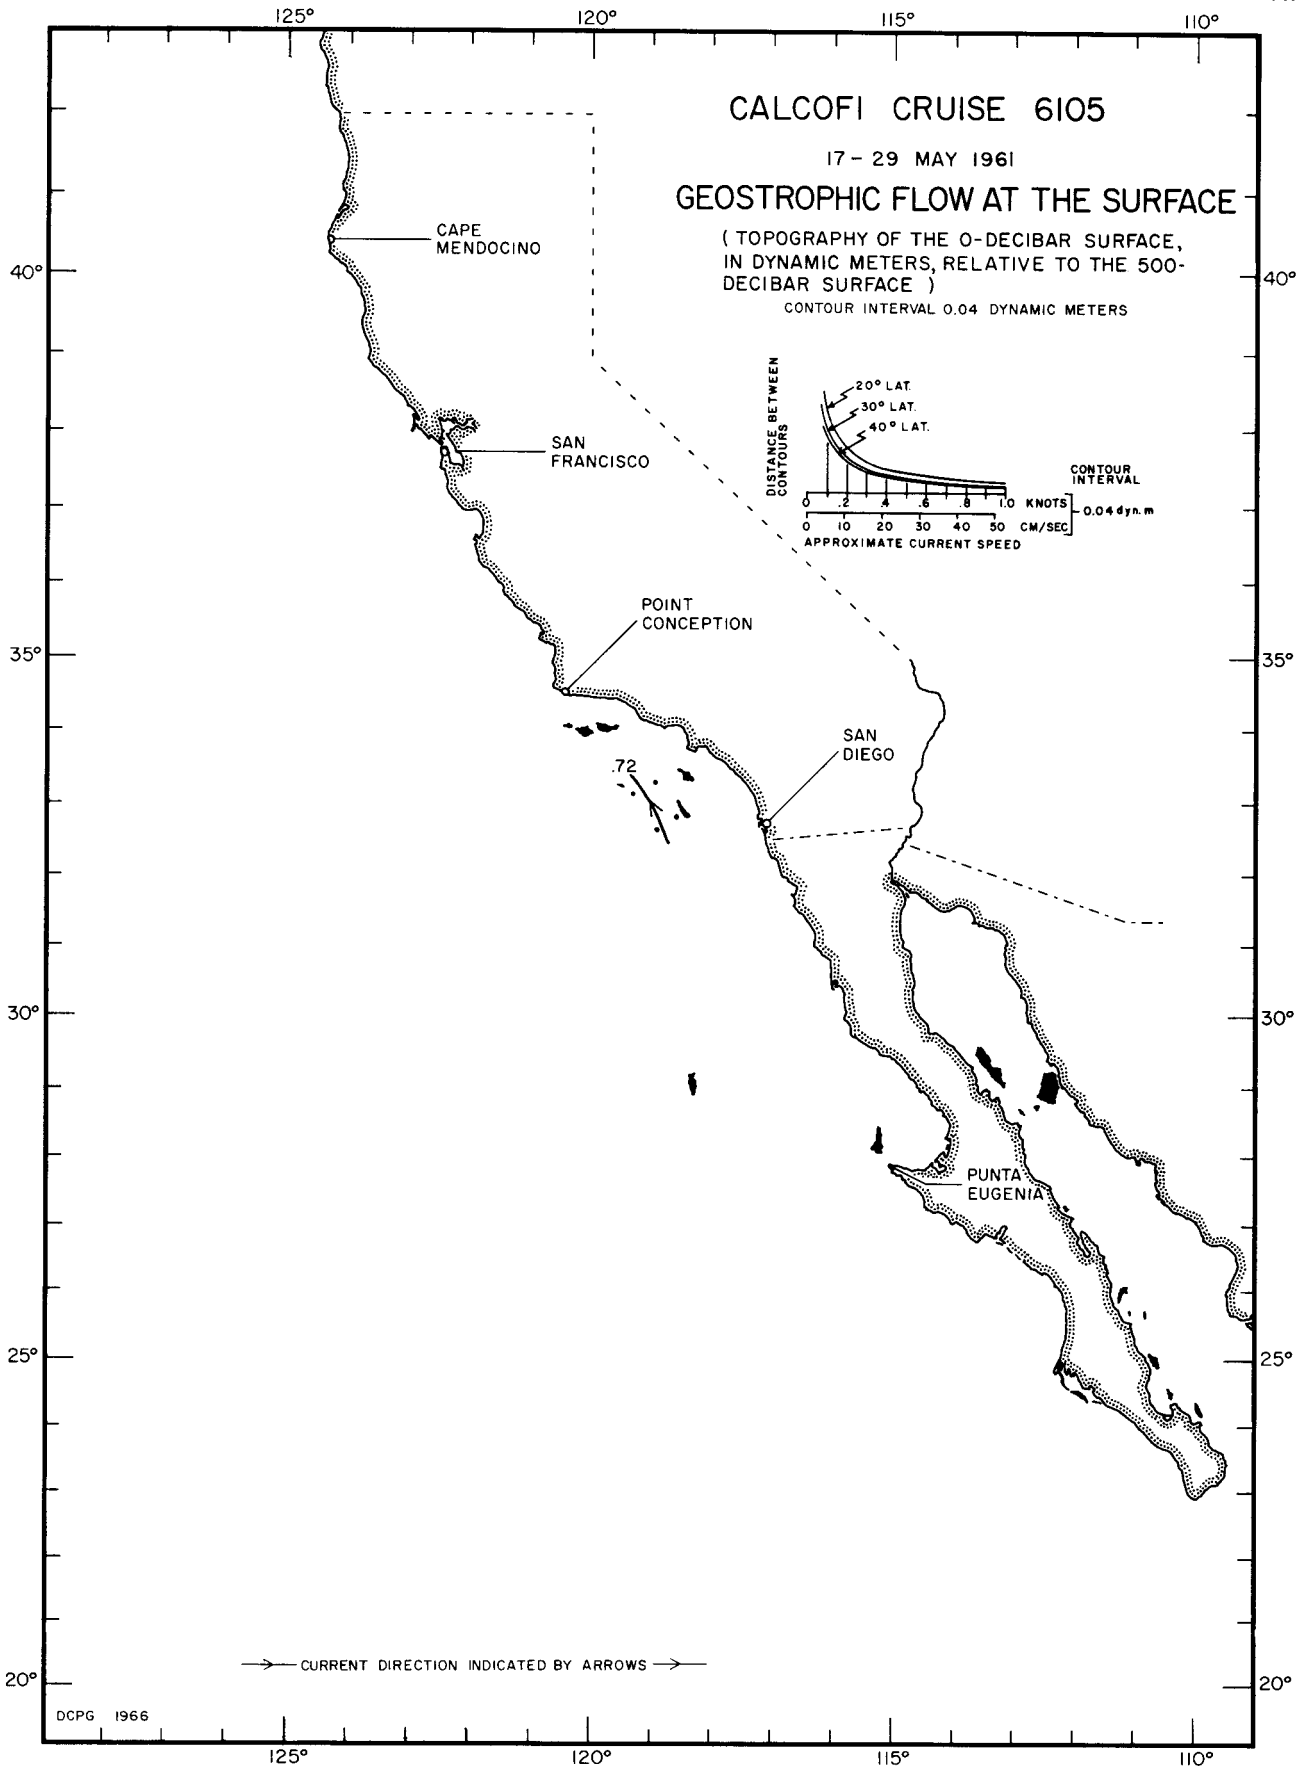 125° 120° 115° 110°
CALCOFI CRUISE 6105
17 – 29 MAY 1961
GEOSTROPHIC FLOW AT THE SURFACE
( TOPOGRAPHY OF THE 0-DECIBAR SURFACE,
IN DYNAMIC METERS, RELATIVE TO THE 500-
DECIBAR SURFACE )
CONTOUR INTERVAL 0.04 DYNAMIC METERS
CAPE
MENDOCINO
40° 40°
DISTANCE BETWEEN
CONTOURS
20° LAT.
30° LAT.
40° LAT.
CONTOUR
INTERVAL
0 .2 .4 .6 .8 1.0 KNOTS
0.04 dyn. m
0 10 20 30 40 50 CM/SEC
APPROXIMATE CURRENT SPEED
SAN
FRANCISCO
POINT
CONCEPTION
35° 35°
SAN
DIEGO
.72
30° 30°
PUNTA
EUGENIA
25° 25°
CURRENT DIRECTION INDICATED BY ARROWS
20° 20°
DCPG 1966
125° 120° 115° 110°